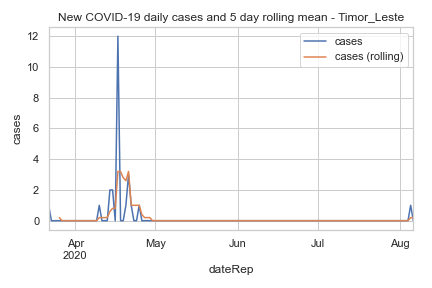 New COVID-19 daily cases and 5 day rolling mean - Timor_Leste
cases
cases (rolling)
12
10
8
6
4
2
0
cases
Apr
2020
May
Jun
Jul
Aug
dateRep